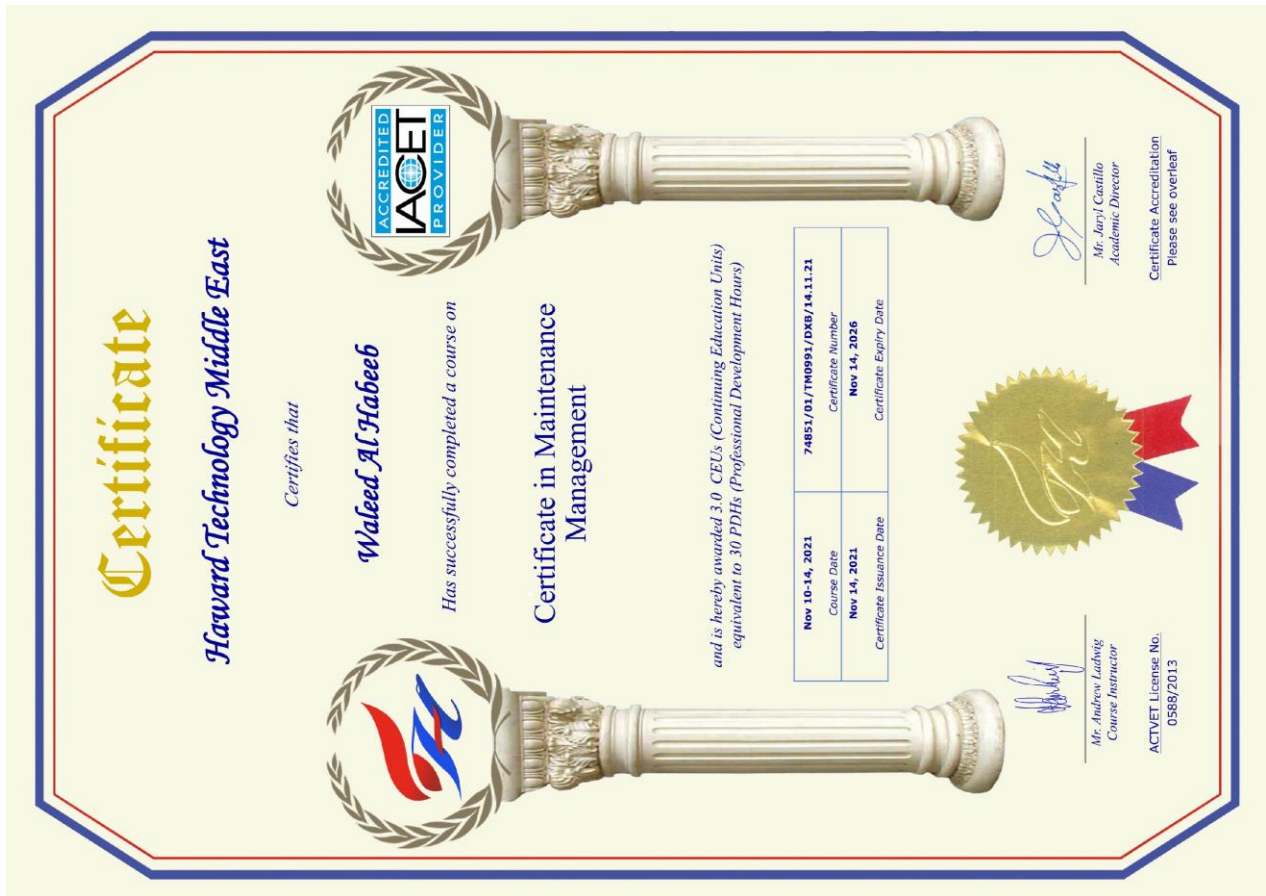 Certificate
Haward Technology Middle East
Certifies that
Waleed Al Habeeb
ACCREDITED
IACET
PROVIDER
Has successfully completed a course on
Certificate in Maintenance
Management
and is hereby awarded 3.0 CEUs (Continuing Education Units)
equivalent to 30 PDHs (Professional Development Hours)
Nov 10-14, 2021
Course Date
74851/01/TM0991/DXB/14.11.21
Certificate Number
Nov 14, 2021
Certificate Issuance Date
Nov 14, 2026
Certificate Expiry Date
Mr. Andrew Ladwig
Course Instructor
Mr. Jaryl Castillo
Academic Director
ACTVET License No.
0588/2013
Certificate Accreditation
Please see overleaf